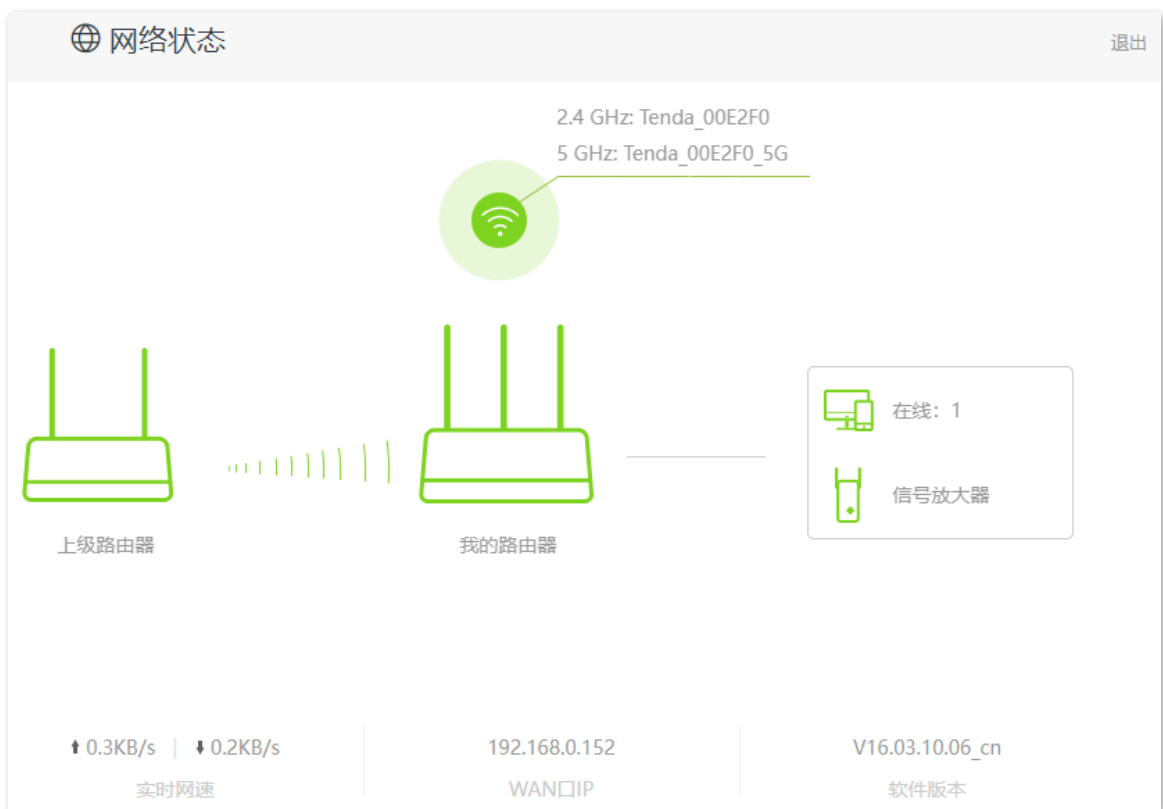 网络状态
退出
2.4 GHz: Tenda_00E2F0
5 GHz: Tenda_00E2F0_5G
在线：1
信号放大器
上级路由器
我的路由器
0.3KB/s | 0.2KB/s
192.168.0.152
V16.03.10.06_cn
实时网速
WAN口IP
软件版本